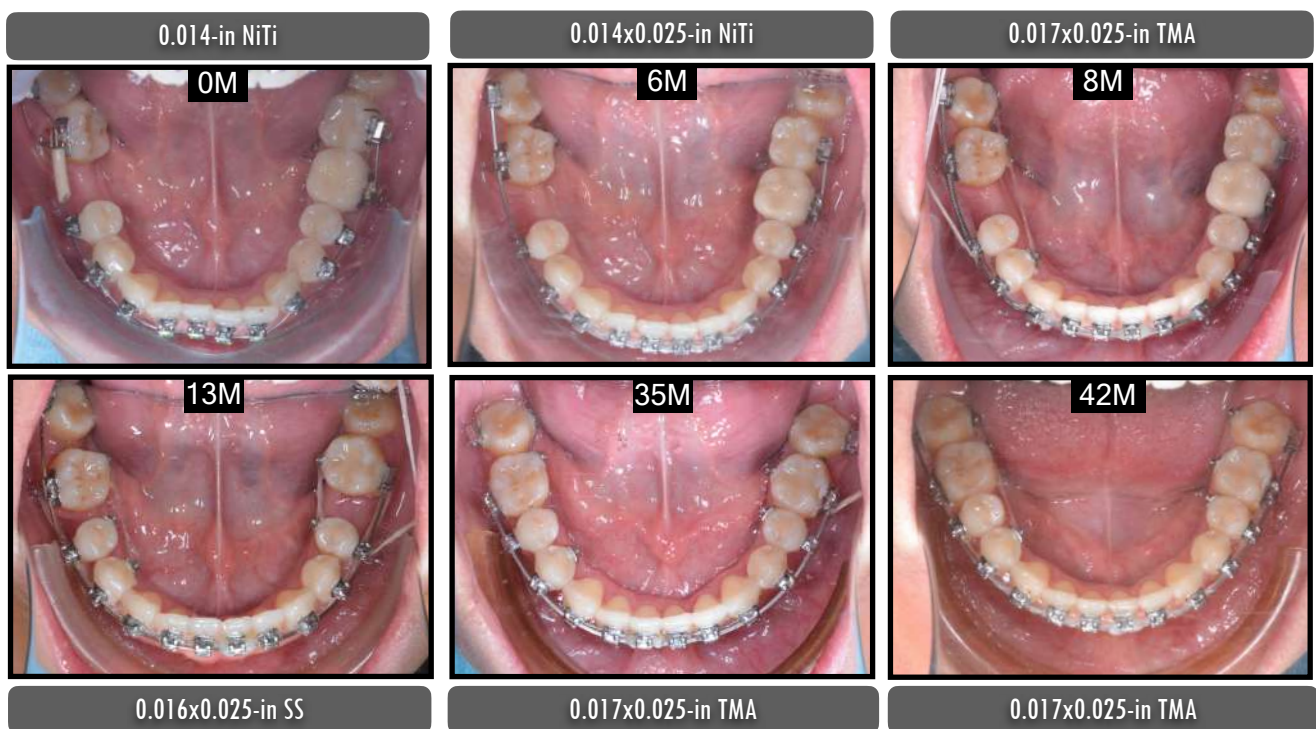 0.014-in NiTi
0.014x0.025-in NiTi
0.017x0.025-in TMA
0M
6M
8M
13M
35M
42M
0.016x0.025-in SS
0.017x0.025-in TMA
0.017x0.025-in TMA